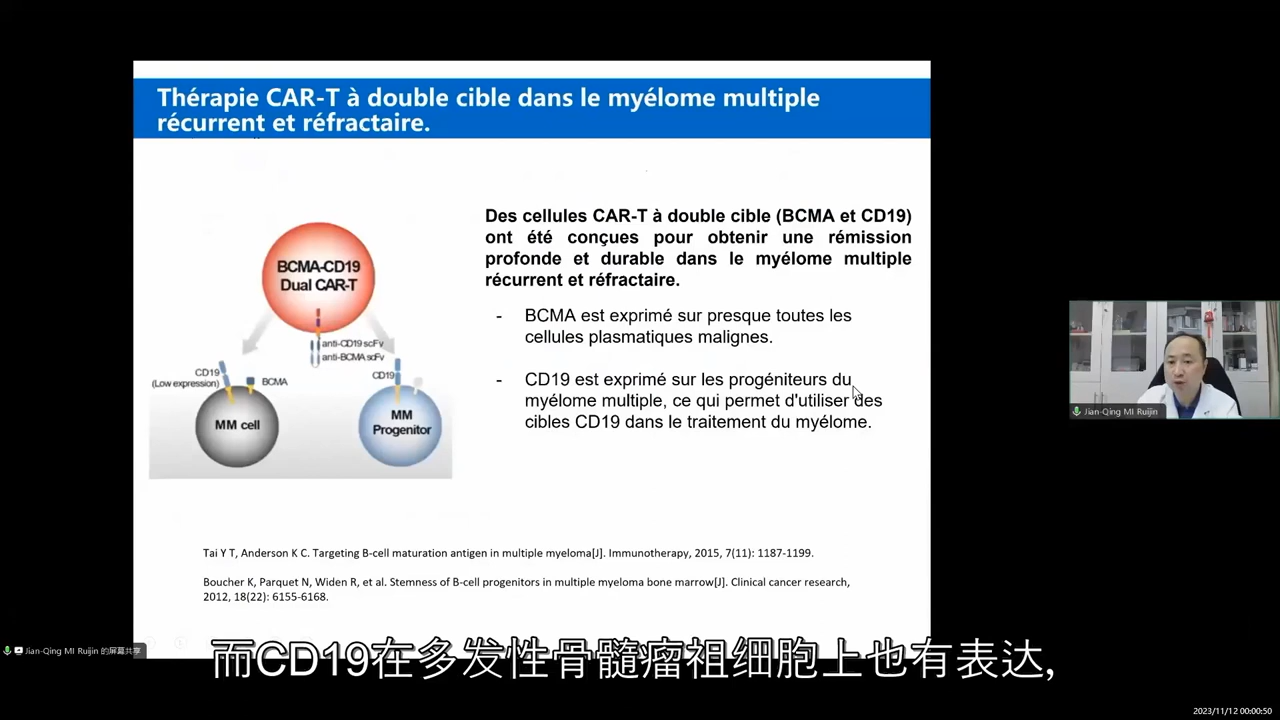 Thérapie CAR-T à double cible dans le myélome multiple
récurrent et réfractaire.
BCMA-CD19
Dual CAR-T
anti-CD19 scFv
anti-BCMA scFv
CD19
(Low expression)
BCMA
CD19
MM cell
MM
Progenitor
Des cellules CAR-T à double cible (BCMA et CD19)
ont été conçues pour obtenir une rémission
profonde et durable dans le myélome multiple
récurrent et réfractaire.
- BCMA est exprimé sur presque toutes les
cellules plasmatiques malignes.
- CD19 est exprimé sur les progéniteurs du
myélome multiple, ce qui permet d'utiliser des
cibles CD19 dans le traitement du myélome.
Tai Y T, Anderson K C. Targeting B-cell maturation antigen in multiple myeloma[J]. Immunotherapy, 2015, 7(11): 1187-1199.
Boucher K, Parquet N, Widen R, et al. Stemness of B-cell progenitors in multiple myeloma bone marrow[J]. Clinical cancer research,
2012, 18(22): 6155-6168.
Jian-Qing MI Ruijin
Jian-Qing MI Ruijin 的屏幕共享
而CD19在多发性骨髓瘤祖细胞上也有表达,
2023/11/12 00:00:50